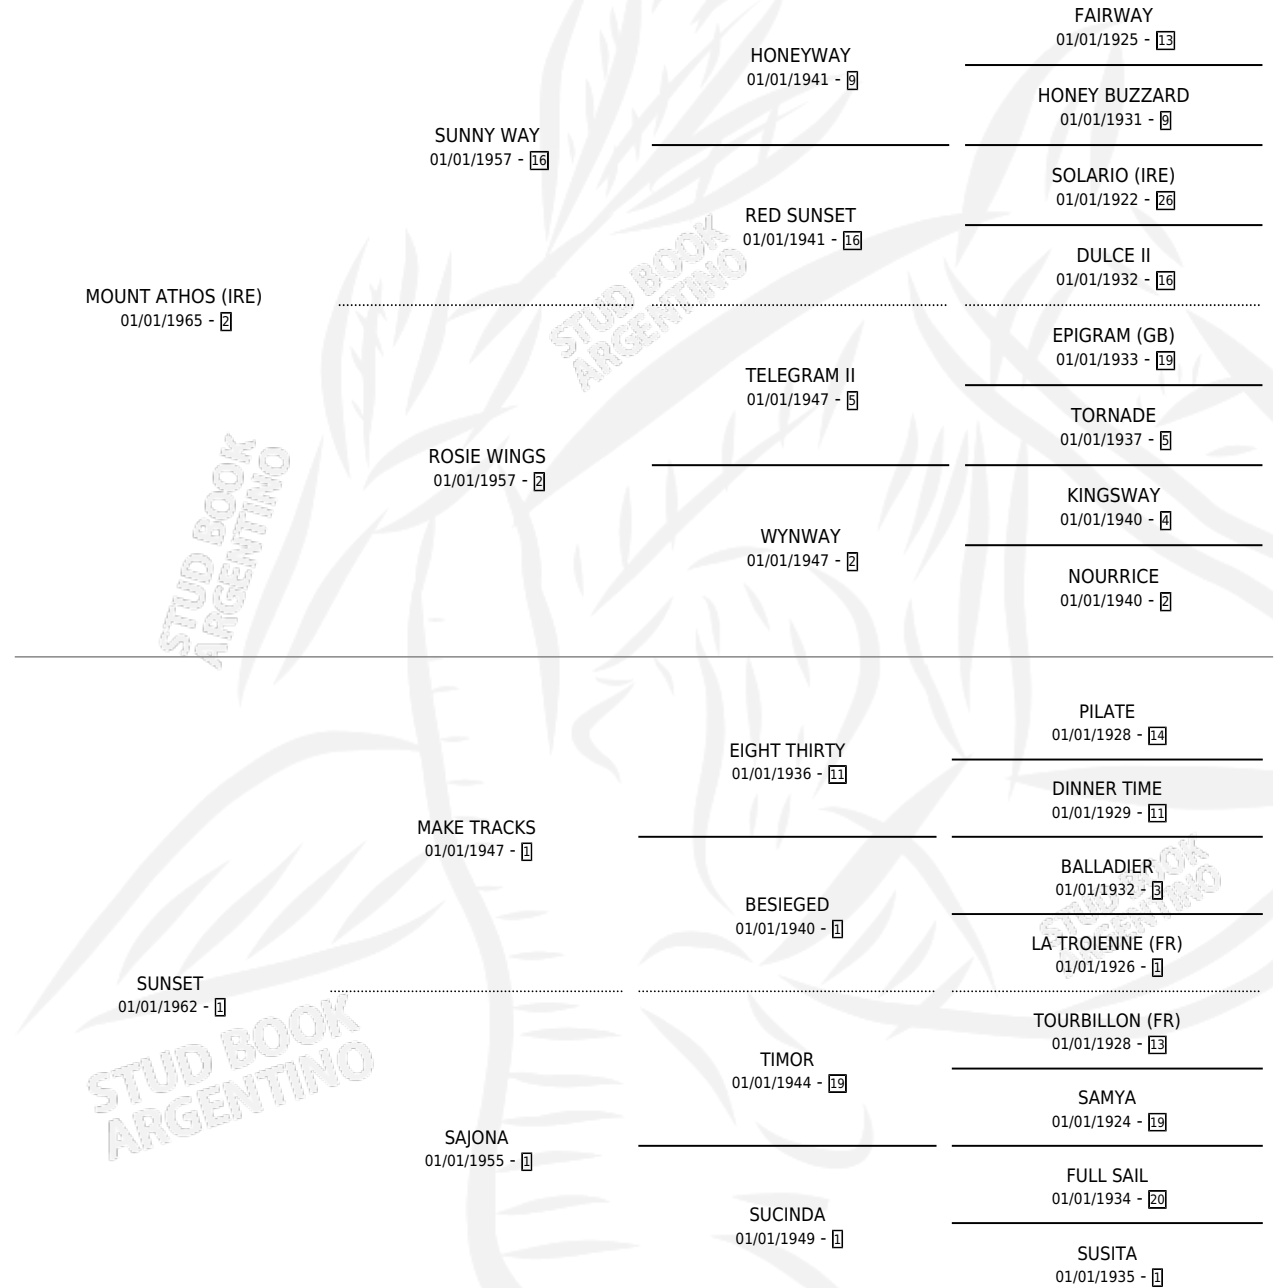 FAIRWAY
01/01/1925 - 13
HONEYWAY
01/01/1941 - 9
HONEY BUZZARD
01/01/1931 - 9
SUNNY WAY
01/01/1957 - 16
SOLARIO (IRE)
01/01/1922 - 26
RED SUNSET
01/01/1941 - 16
DULCE II
01/01/1932 - 16
MOUNT ATHOS (IRE)
01/01/1965 - 2
EPIGRAM (GB)
01/01/1933 - 19
TELEGRAM II
01/01/1947 - 5
TORNADE
01/01/1937 - 5
ROSIE WINGS
01/01/1957 - 2
KINGSWAY
01/01/1940 - 4
WYNWAY
01/01/1947 - 2
NOURRICE
01/01/1940 - 2
PILATE
01/01/1928 - 14
EIGHT THIRTY
01/01/1936 - 11
DINNER TIME
01/01/1929 - 11
MAKE TRACKS
01/01/1947 - 1
BALLADIER
01/01/1932 - 3
BESIEGED
01/01/1940 - 1
LA TROIENNE (FR)
01/01/1926 - 1
SUNSET
01/01/1962 - 1
TOURBILLON (FR)
01/01/1928 - 13
TIMOR
01/01/1944 - 19
SAMYA
01/01/1924 - 19
SAJONA
01/01/1955 - 1
FULL SAIL
01/01/1934 - 20
SUCINDA
01/01/1949 - 1
SUSITA
01/01/1935 - 1
STUD BOOK
ARGENTINO
STUD BOOK
ARGENTINO
STUD BOOK
ARGENTINO
STUD BOOK
ARGENTINO